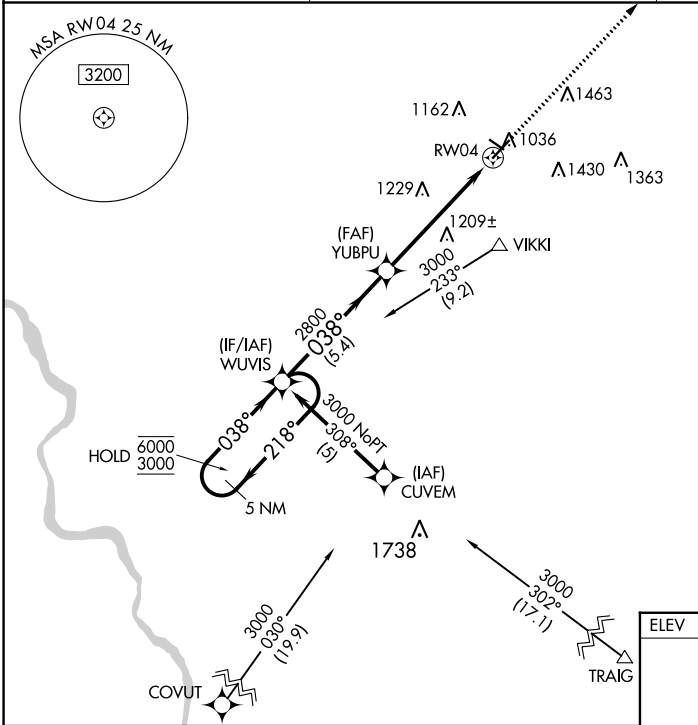 MSA RW04 25 NM
3200
1162
1463
1036
RW04
1430
1363
1229
1209±
(FAF)
YUBPU
VIKKI
3000
233°
(9.2)
2800
038°
(5.4)
(IF/IAF)
WUVIS
3000 NoPT
308°
(5)
038°
218°
HOLD
6000
3000
5 NM
(IAF)
CUVEM
1738
3000
030°
(19.9)
3000
302°
(17.1)
COVUT
TRAIG
ELEV